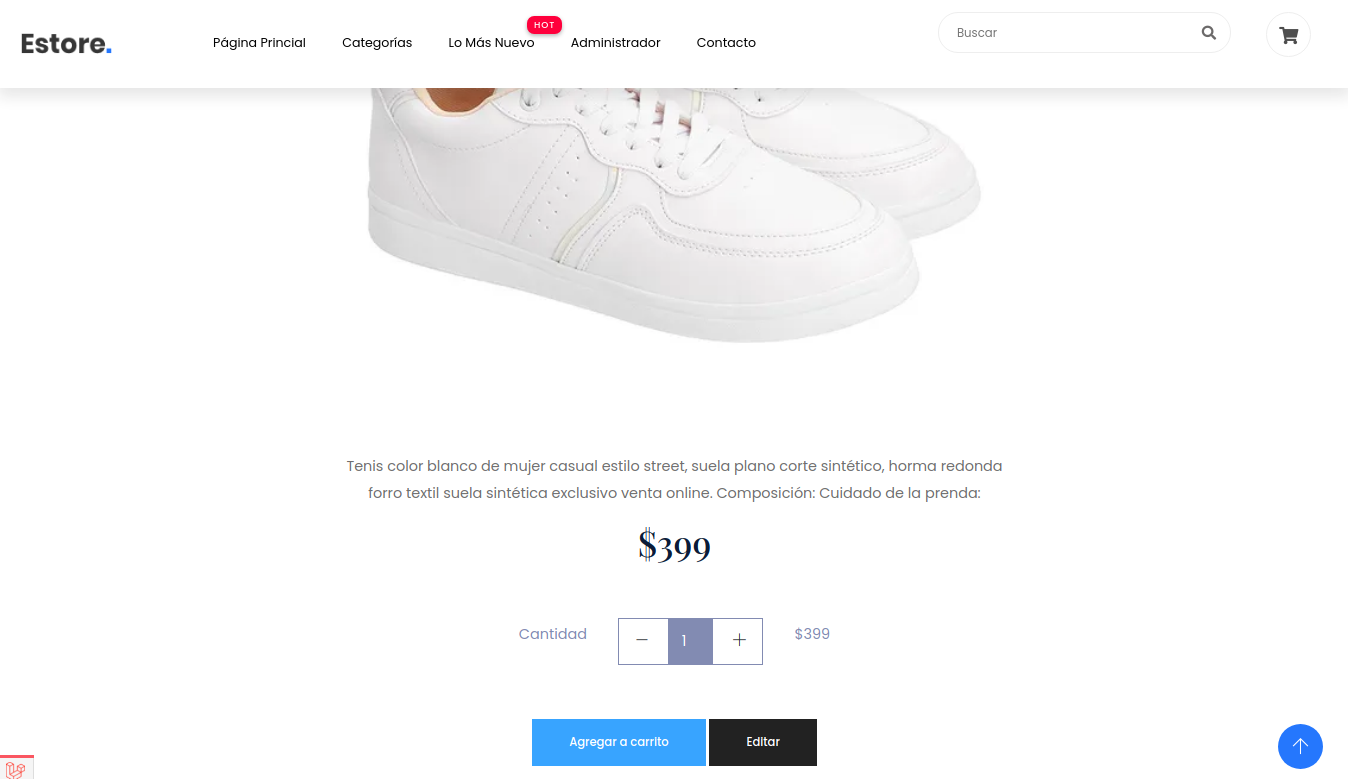 HOT
Estore.
Página Princial Categorías Lo Más Nuevo Administrador Contacto
Buscar
Tenis color blanco de mujer casual estilo street, suela plano corte sintético, horma redonda
forro textil suela sintética exclusivo venta online. Composición: Cuidado de la prenda:
$399
Cantidad − 1 + $399
Agregar a carrito Editar